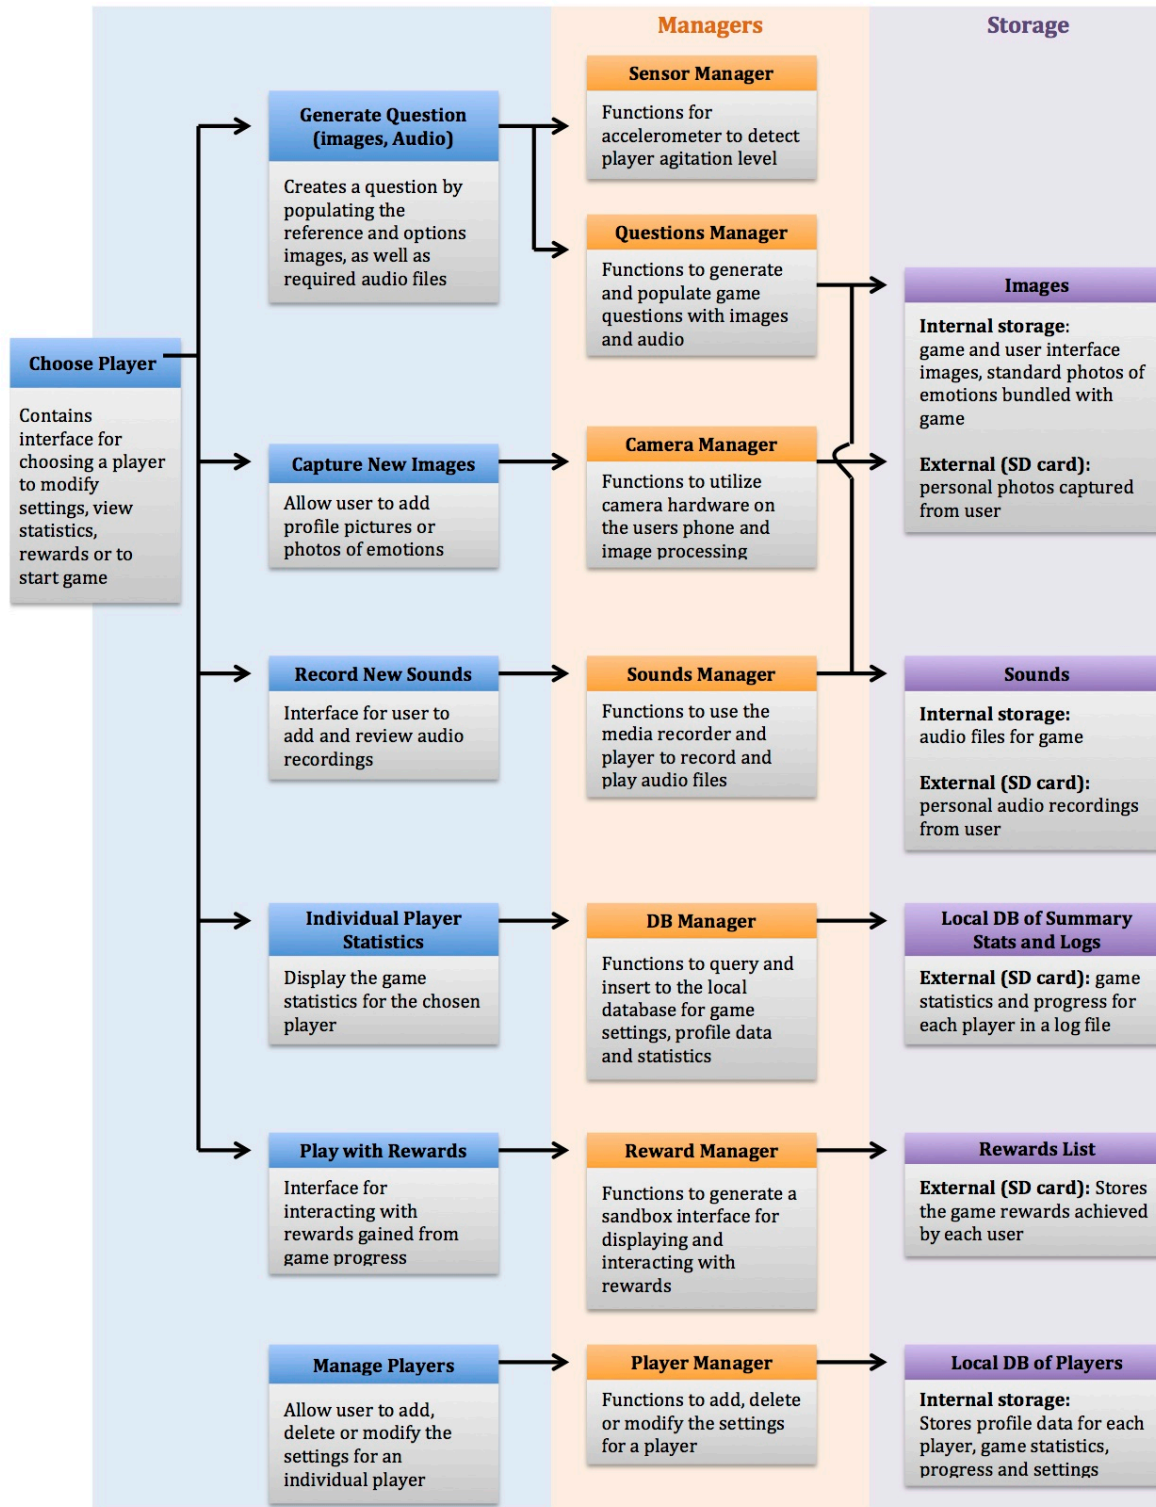 Managers
Storage
Choose Player
Contains
interface for
choosing a player
to modify
settings, view
statistics,
rewards or to
start game
Generate Question
(images, Audio)
Creates a question by
populating the
reference and options
images, as well as
required audio files
Sensor Manager
Functions for
accelerometer to detect
player agitation level
Questions Manager
Functions to generate
and populate game
questions with images
and audio
Images
Internal storage:
game and user interface
images, standard photos of
emotions bundled with
game
External (SD card):
personal photos captured
from user
Capture New Images
Allow user to add
profile pictures or
photos of emotions
Camera Manager
Functions to utilize
camera hardware on
the users phone and
image processing
Record New Sounds
Interface for user to
add and review audio
recordings
Sounds Manager
Functions to use the
media recorder and
player to record and
play audio files
Sounds
Internal storage:
audio files for game
External (SD card):
personal audio recordings
from user
Individual Player
Statistics
Display the game
statistics for the chosen
player
DB Manager
Functions to query and
insert to the local
database for game
settings, profile data
and statistics
Local DB of Summary
Stats and Logs
External (SD card): game
statistics and progress for
each player in a log file
Play with Rewards
Interface for
interacting with
rewards gained from
game progress
Reward Manager
Functions to generate a
sandbox interface for
displaying and
interacting with
rewards
Rewards List
External (SD card): Stores
the game rewards achieved
by each user
Manage Players
Allow user to add,
delete or modify the
settings for an
individual player
Player Manager
Functions to add, delete
or modify the settings
for a player
Local DB of Players
Internal storage:
Stores profile data for each
player, game statistics,
progress and settings